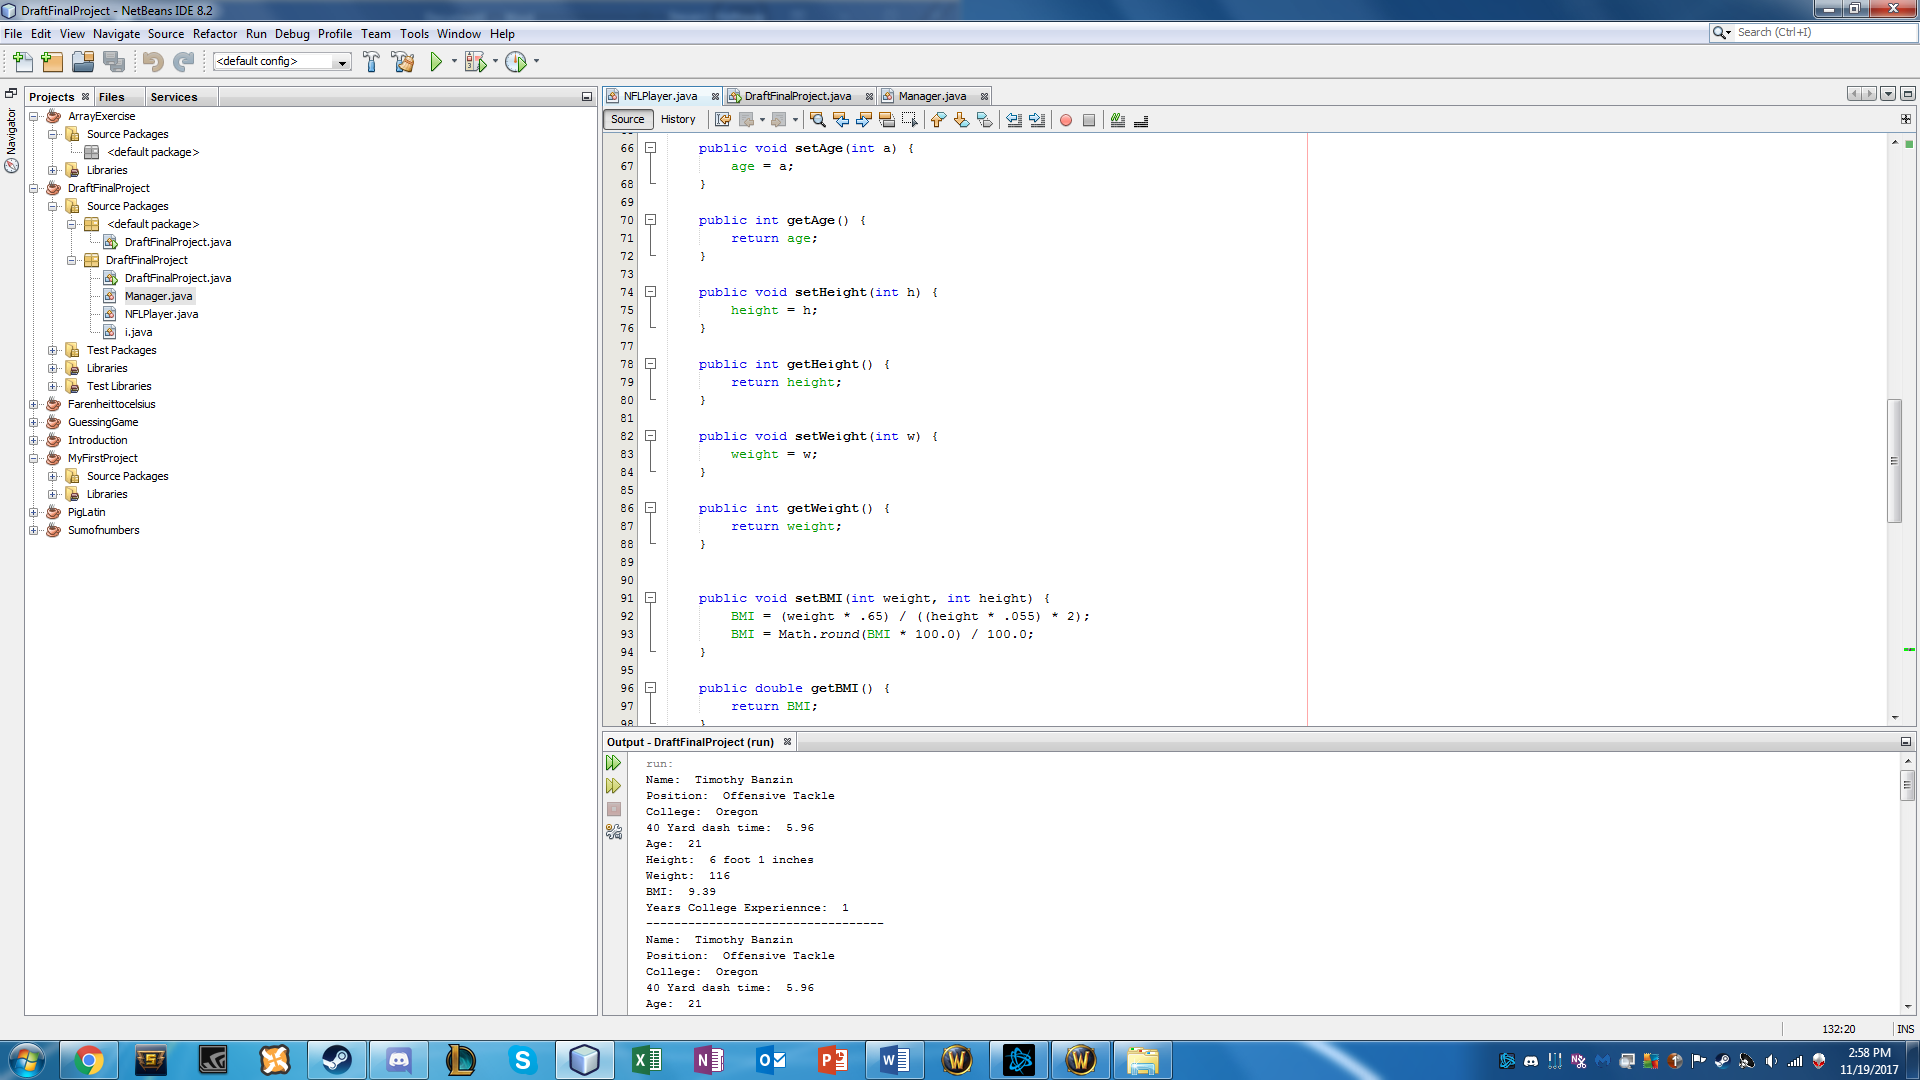 DraftFinalProject - NetBeans IDE 8.2
File Edit View Navigate Source Refactor Run Debug Profile Team Tools Window Help
Search (Ctrl+I)
<default config>
Navigator
Projects Files Services
ArrayExercise
Source Packages
<default package>
Libraries
DraftFinalProject
Source Packages
<default package>
DraftFinalProject.java
DraftFinalProject
DraftFinalProject.java
Manager.java
NFLPlayer.java
i.java
Test Packages
Libraries
Test Libraries
Farenheittocelsius
GuessingGame
Introduction
MyFirstProject
Source Packages
Libraries
PigLatin
Sumofnumbers
NFLPlayer.java DraftFinalProject.java Manager.java
Source History
66 public void setAge(int a) {
67 age = a;
68 }
69
70 public int getAge() {
71 return age;
72 }
73
74 public void setHeight(int h) {
75 height = h;
76 }
77
78 public int getHeight() {
79 return height;
80 }
81
82 public void setWeight(int w) {
83 weight = w;
84 }
85
86 public int getWeight() {
87 return weight;
88 }
89
90
91 public void setBMI(int weight, int height) {
92 BMI = (weight * .65) / ((height * .055) * 2);
93 BMI = Math.round(BMI * 100.0) / 100.0;
94 }
95
96 public double getBMI() {
97 return BMI;
98 }
Output - DraftFinalProject (run)
run:
Name:  Timothy Banzin
Position:  Offensive Tackle
College:  Oregon
40 Yard dash time:  5.96
Age:  21
Height:  6 foot 1 inches
Weight:  116
BMI:  9.39
Years College Experiennce:  1
----------------------------------
Name:  Timothy Banzin
Position:  Offensive Tackle
College:  Oregon
40 Yard dash time:  5.96
Age:  21
132:20 INS
2:58 PM
11/19/2017